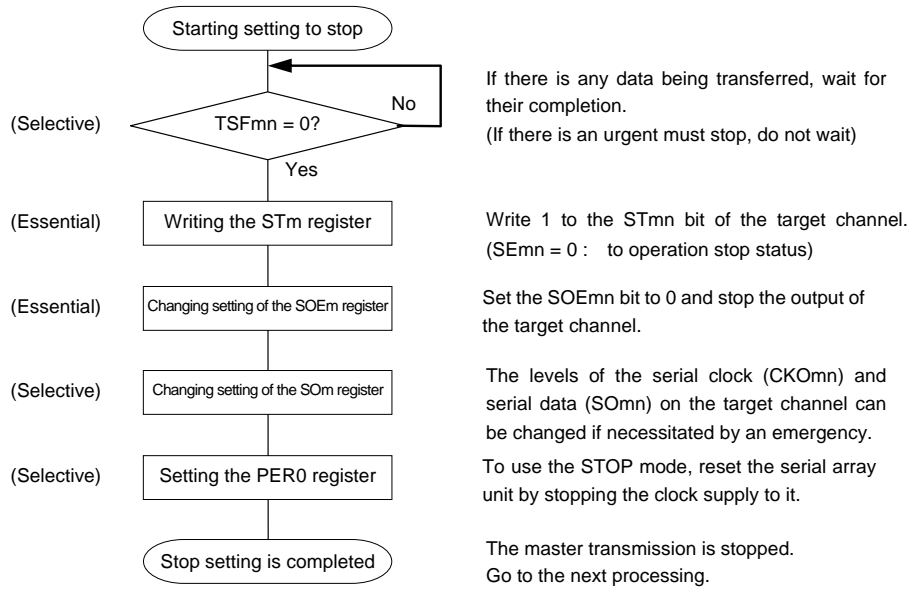 Starting setting to stop
No
If there is any data being transferred, wait for
their completion.
(If there is an urgent must stop, do not wait)
(Selective)
TSFmn = 0?
Yes
(Essential)
Writing the STm register
Write 1 to the STmn bit of the target channel.
(SEmn = 0 : to operation stop status)
(Essential)
Changing setting of the SOEm register
Set the SOEmn bit to 0 and stop the output of
the target channel.
(Selective)
Changing setting of the SOm register
The levels of the serial clock (CKOmn) and
serial data (SOmn) on the target channel can
be changed if necessitated by an emergency.
(Selective)
Setting the PER0 register
To use the STOP mode, reset the serial array
unit by stopping the clock supply to it.
Stop setting is completed
The master transmission is stopped.
Go to the next processing.